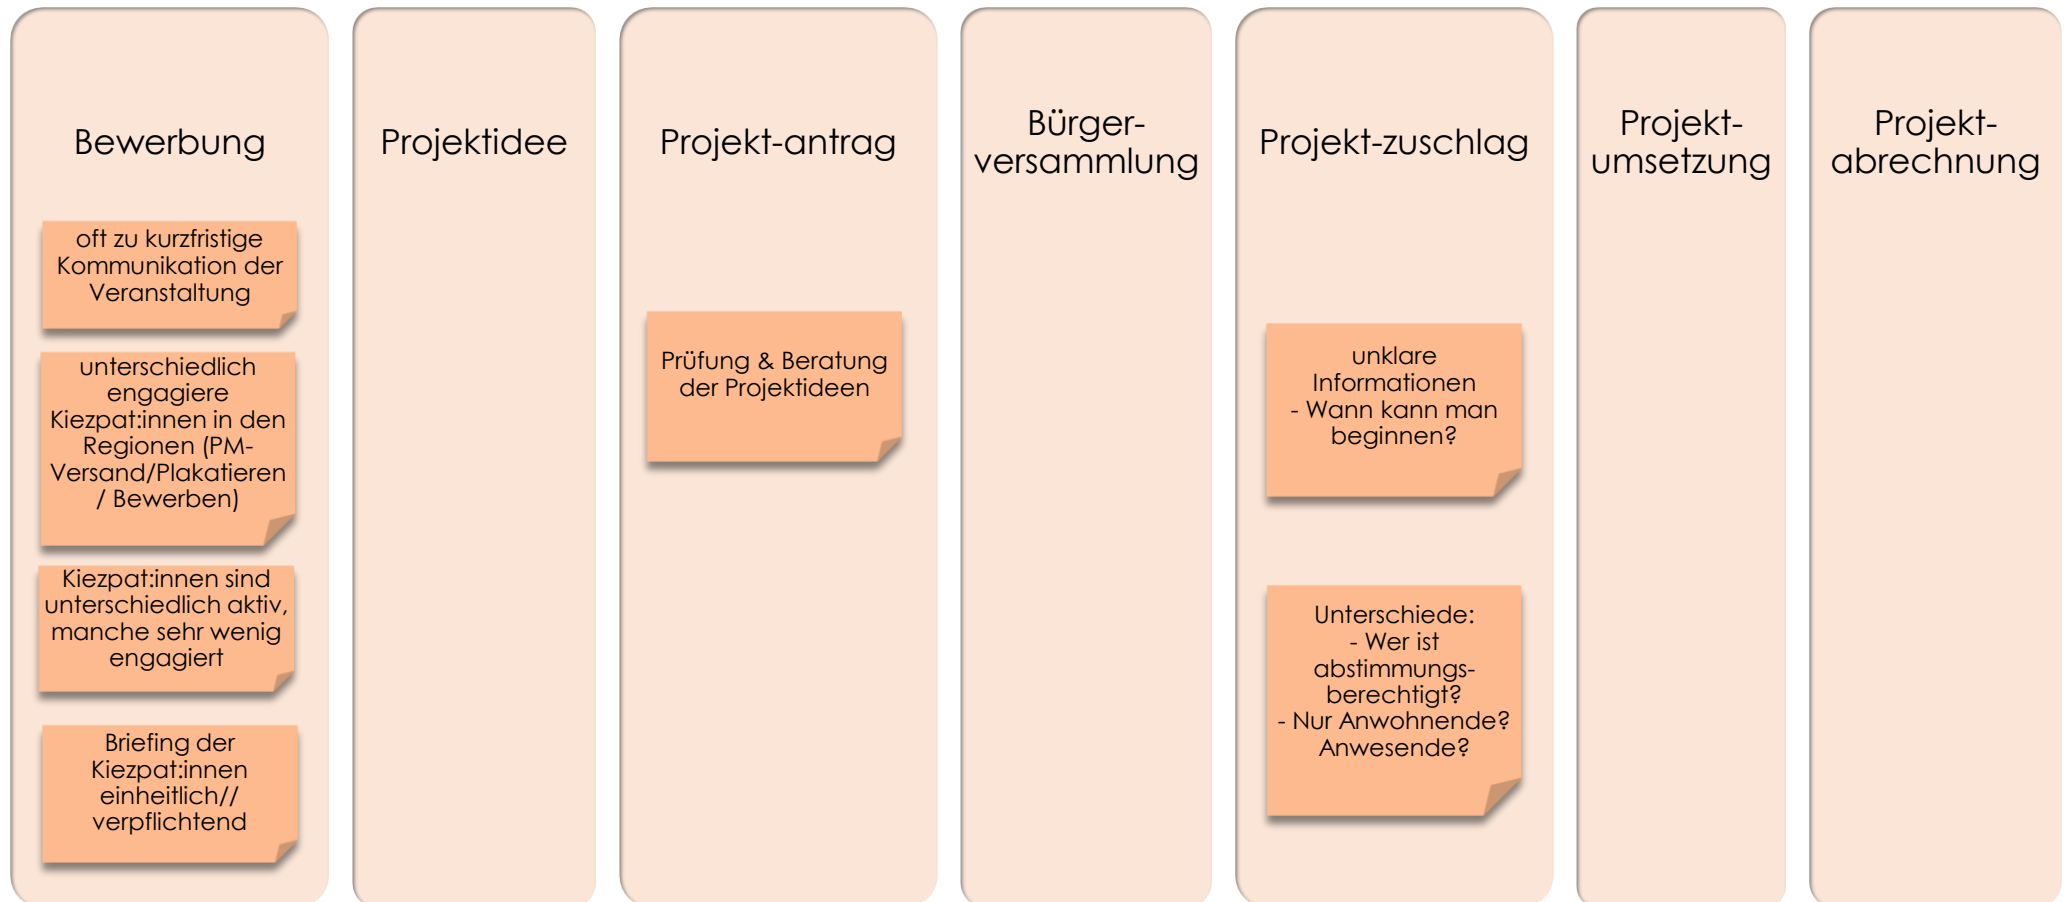 Bewerbung
oft zu kurzfristige
Kommunikation der
Veranstaltung
unterschiedlich
engagiere
Kiezpat:innen in den
Regionen (PM-
Versand/Plakatieren
/ Bewerben)
Kiezpat:innen sind
unterschiedlich aktiv,
manche sehr wenig
engagiert
Briefing der
Kiezpat:innen
einheitlich//
verpflichtend
Projektidee
Projekt-antrag
Prüfung & Beratung
der Projektideen
Bürger-
versammlung
Projekt-zuschlag
unklare
Informationen
- Wann kann man
beginnen?
Unterschiede:
- Wer ist
abstimmungs-
berechtigt?
- Nur Anwohnende?
Anwesende?
Projekt-
umsetzung
Projekt-
abrechnung